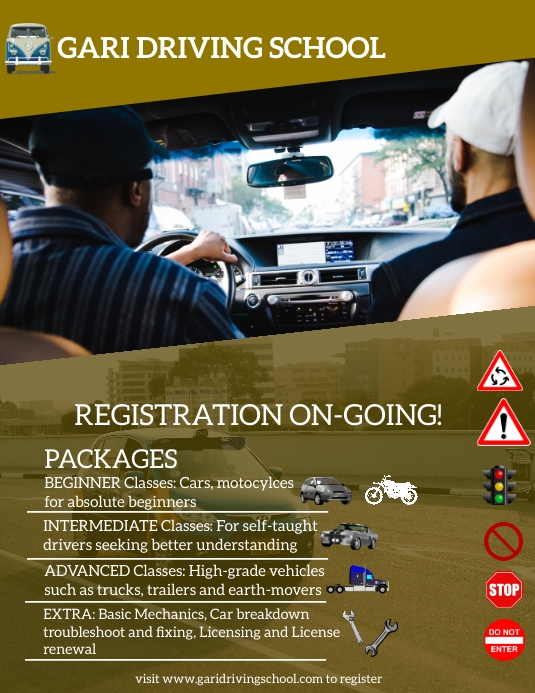 GARI DRIVING SCHOOL
REGISTRATION ON-GOING!
PACKAGES
BEGINNER Classes: Cars, motocylces
for absolute beginners
INTERMEDIATE Classes: For self-taught
drivers seeking better understanding
ADVANCED Classes: High-grade vehicles
such as trucks, trailers and earth-movers
EXTRA: Basic Mechanics, Car breakdown
troubleshoot and fixing, Licensing and License
renewal
STOP
DO NOT
ENTER
visit www.garidrivingschool.com to register